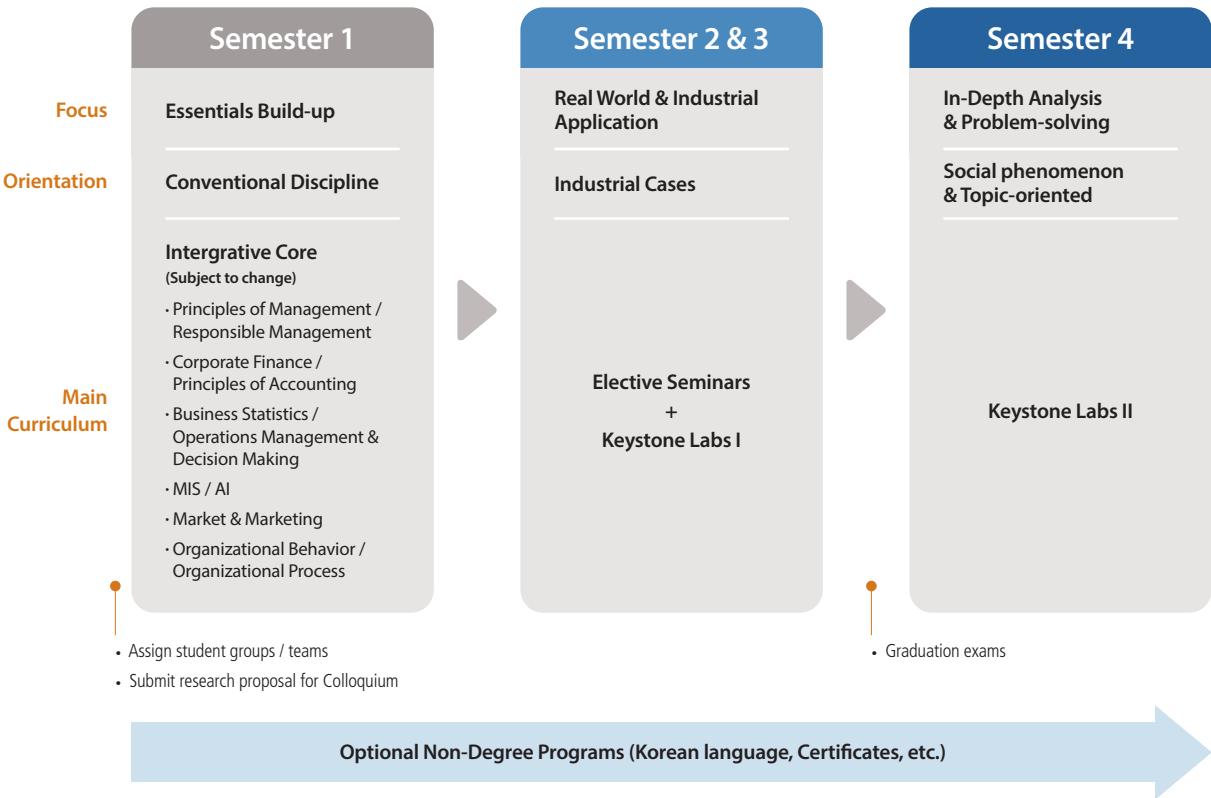 Semester 1
Semester 2 & 3
Semester 4
Focus
Essentials Build-up
Real World & Industrial
Application
In-Depth Analysis
& Problem-solving
Orientation
Conventional Discipline
Industrial Cases
Social phenomenon
& Topic-oriented
Main
Curriculum
Intergrative Core
(Subject to change)
· Principles of Management /
Responsible Management
· Corporate Finance /
Principles of Accounting
· Business Statistics /
Operations Management &
Decision Making
· MIS / AI
· Market & Marketing
· Organizational Behavior /
Organizational Process
Elective Seminars
+
Keystone Labs I
Keystone Labs II
• Assign student groups / teams
• Submit research proposal for Colloquium
• Graduation exams
Optional Non-Degree Programs (Korean language, Certificates, etc.)